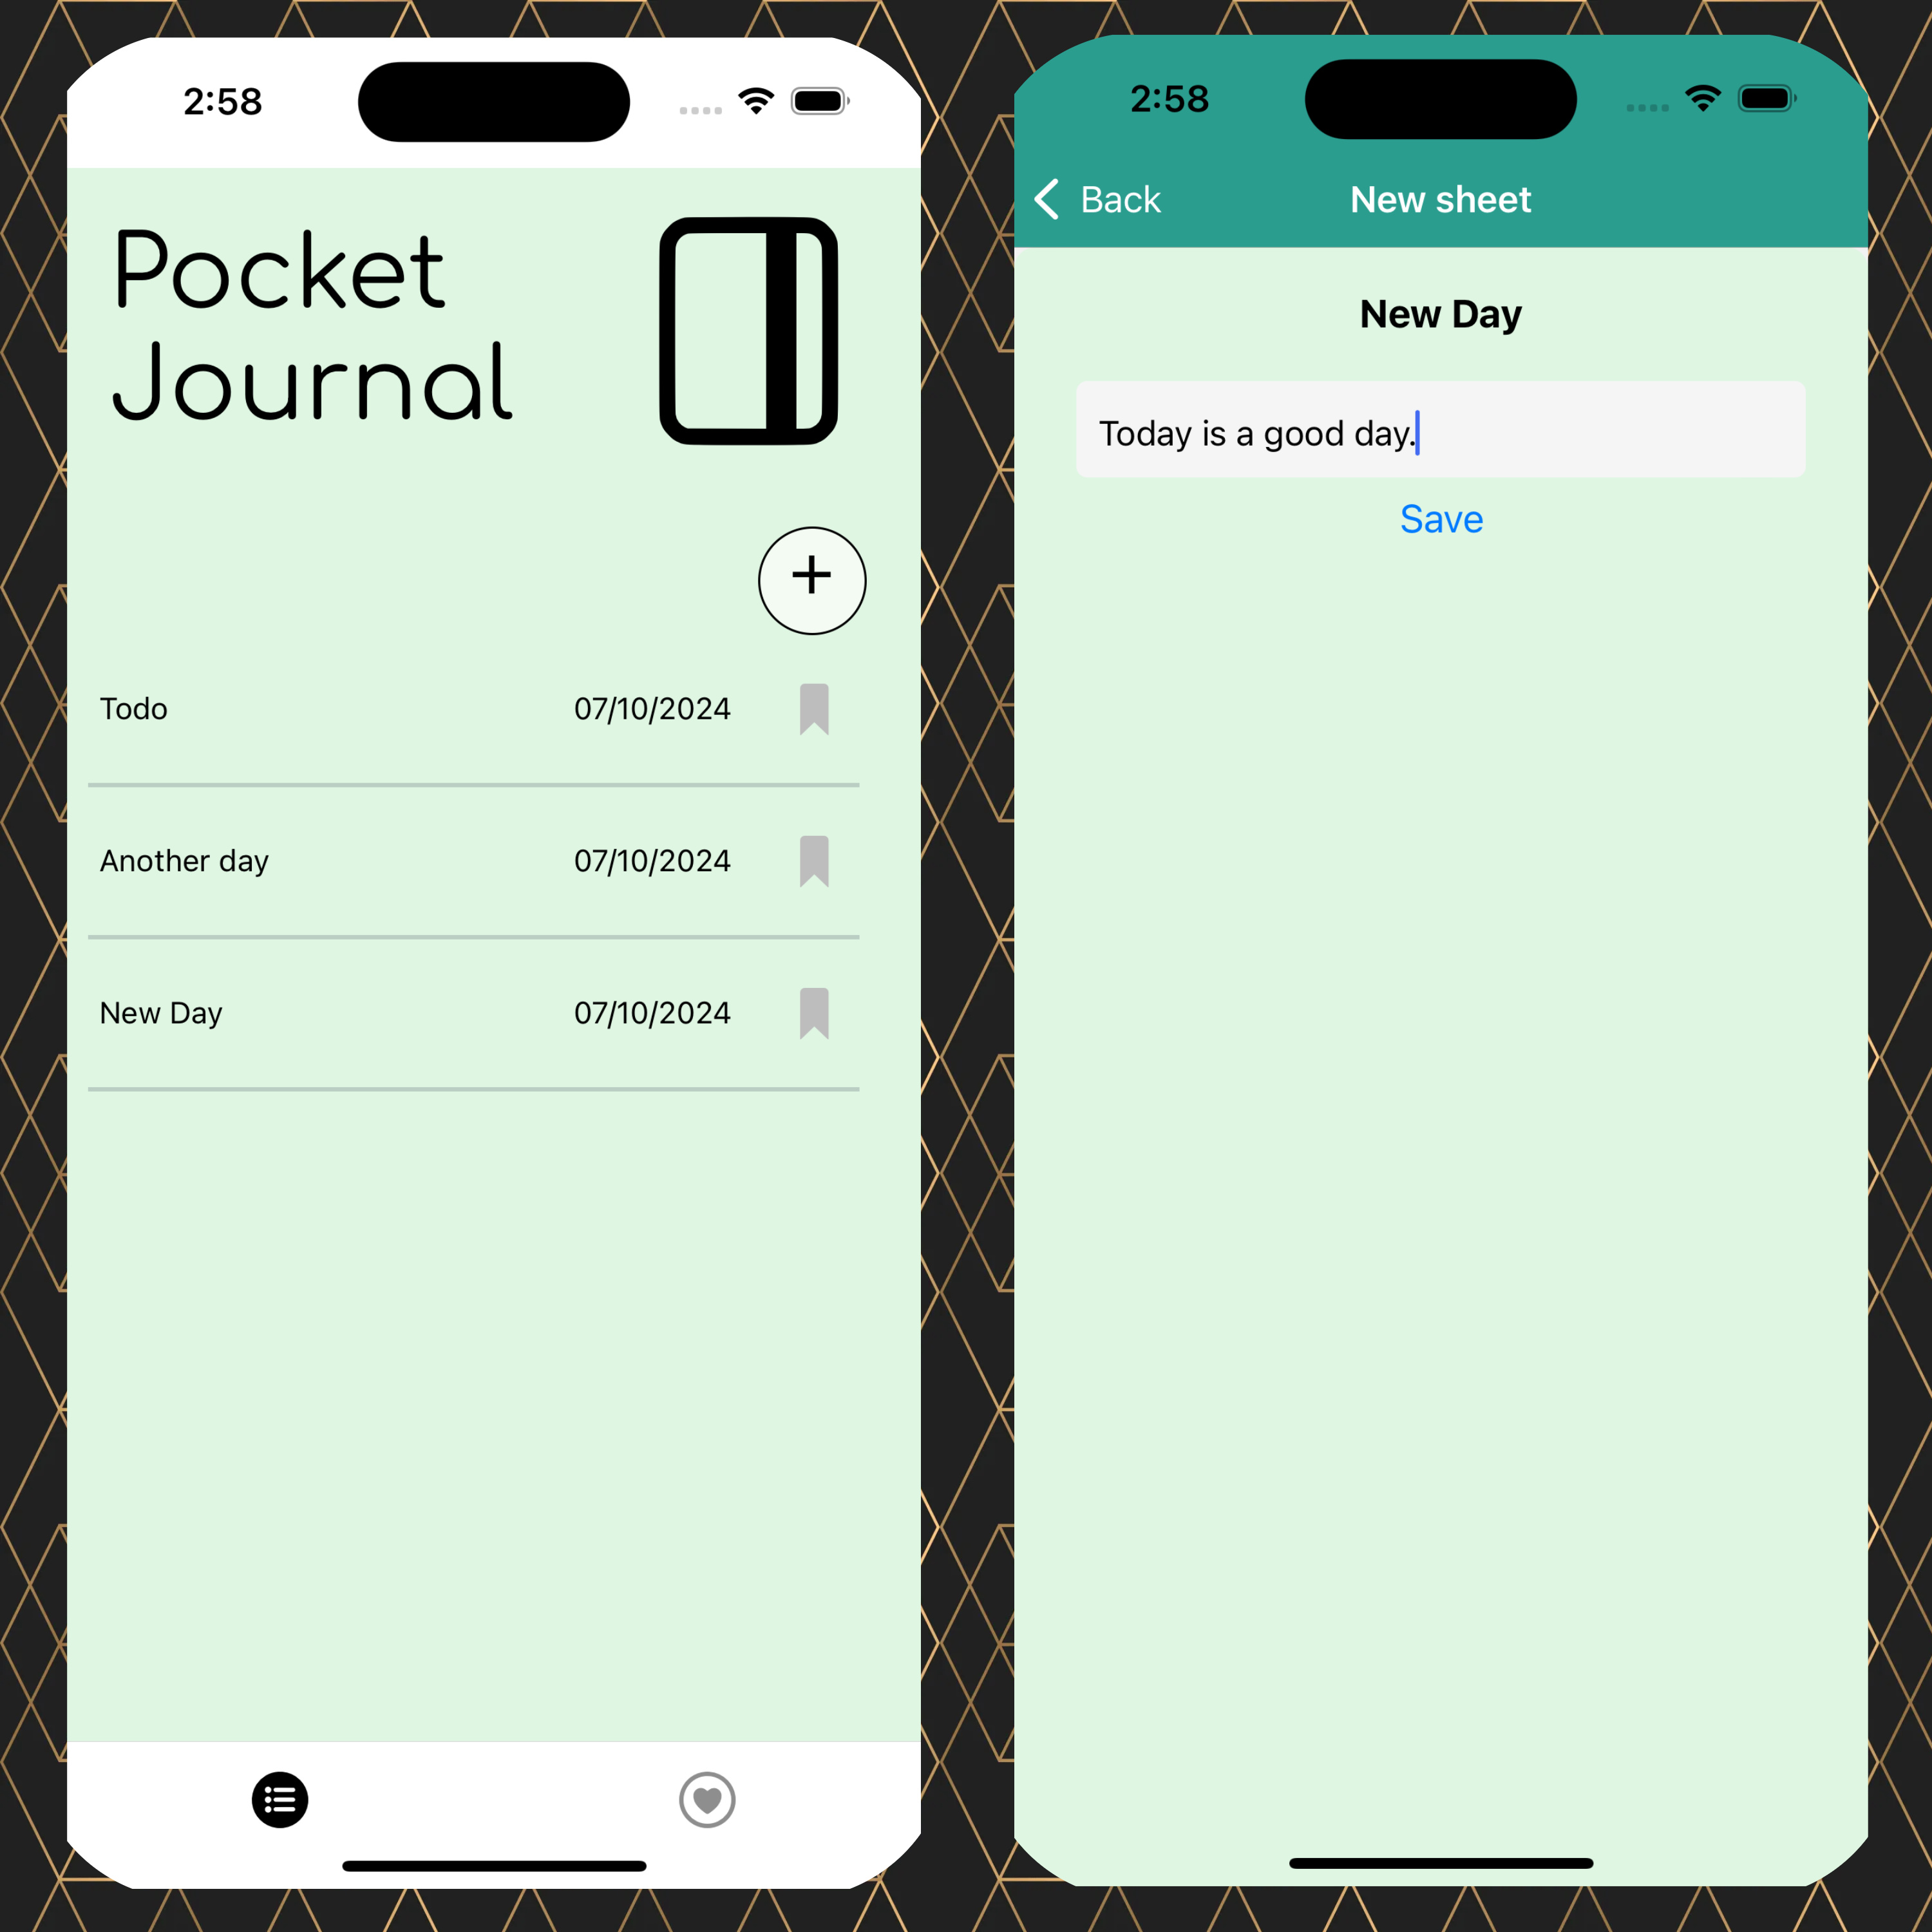 2:58
Pocket
Journal
+
Todo 07/10/2024
Another day 07/10/2024
New Day 07/10/2024
2:58
Back New sheet
New Day
Today is a good day.
Save